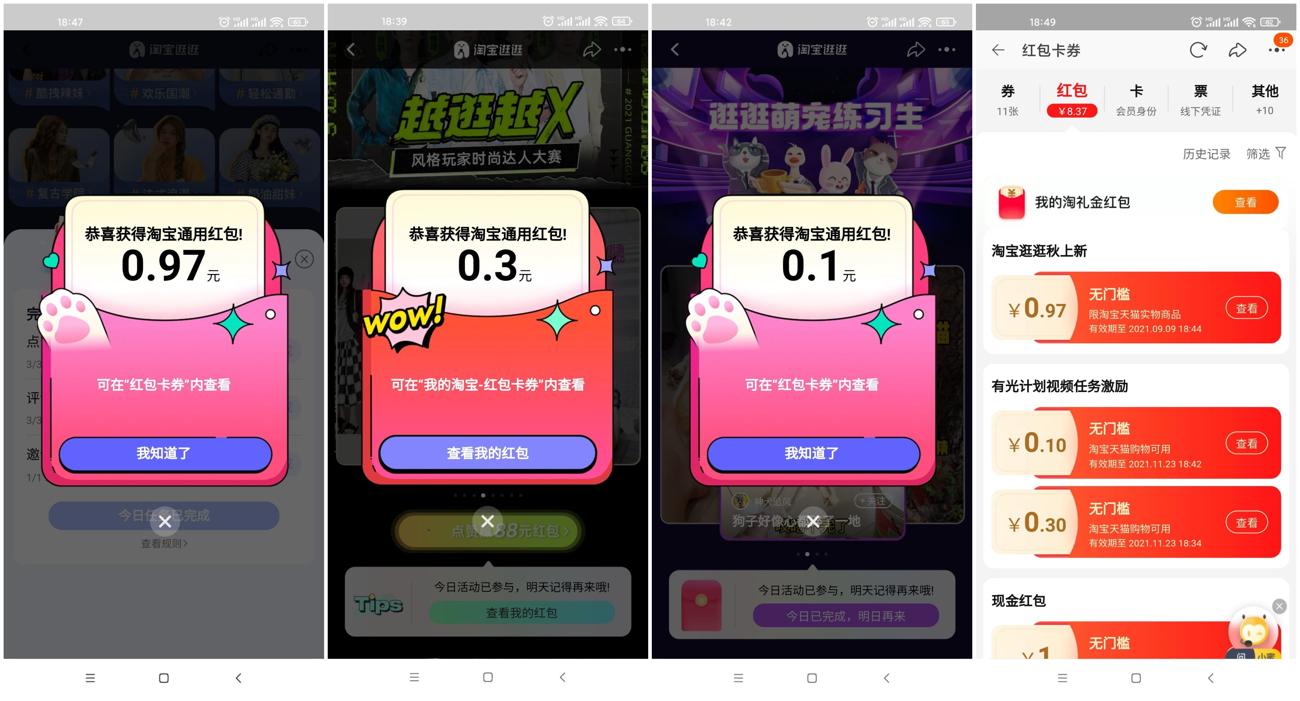 18:47
63
淘宝逛逛
# 酷拽辣妹
# 欢乐国潮
# 轻松通勤
# 复古学院
# 法式浪漫
# 奶油甜妹
恭喜获得淘宝通用红包!
0.97元
完
点
3/3
评
3/3
邀
1/1
可在“红包卡券”内查看
我知道了
今日任 已完成
查看规则
18:39
64
淘宝逛逛
越逛越X
风格玩家时尚达人大赛
# 2021 GUANGG
恭喜获得淘宝通用红包!
0.3元
WOW!
可在“我的淘宝-红包卡券”内查看
查看我的红包
点赞 88元红包
今日活动已参与，明天记得再来哦!
Tips
查看我的红包
18:42
63
淘宝逛逛
逛逛萌宠练习生
恭喜获得淘宝通用红包!
0.1元
可在“红包卡券”内查看
我知道了
+关注
狗子好像心都 了一地
今日活动已参与，明天记得再来哦!
今日已完成，明日再来
18:49
62
红包卡券
36
券
红包
卡
票
其他
11张
￥8.37
会员身份
线下凭证
+10
历史记录
筛选
我的淘礼金红包
查看
淘宝逛逛秋上新
￥0.97
无门槛
限淘宝天猫实物商品
有效期至 2021.09.09 18:44
查看
有光计划视频任务激励
￥0.10
无门槛
淘宝天猫购物可用
有效期至 2021.11.23 18:42
查看
￥0.30
无门槛
淘宝天猫购物可用
有效期至 2021.11.23 18:34
查看
现金红包
￥1
无门槛
问
小蜜